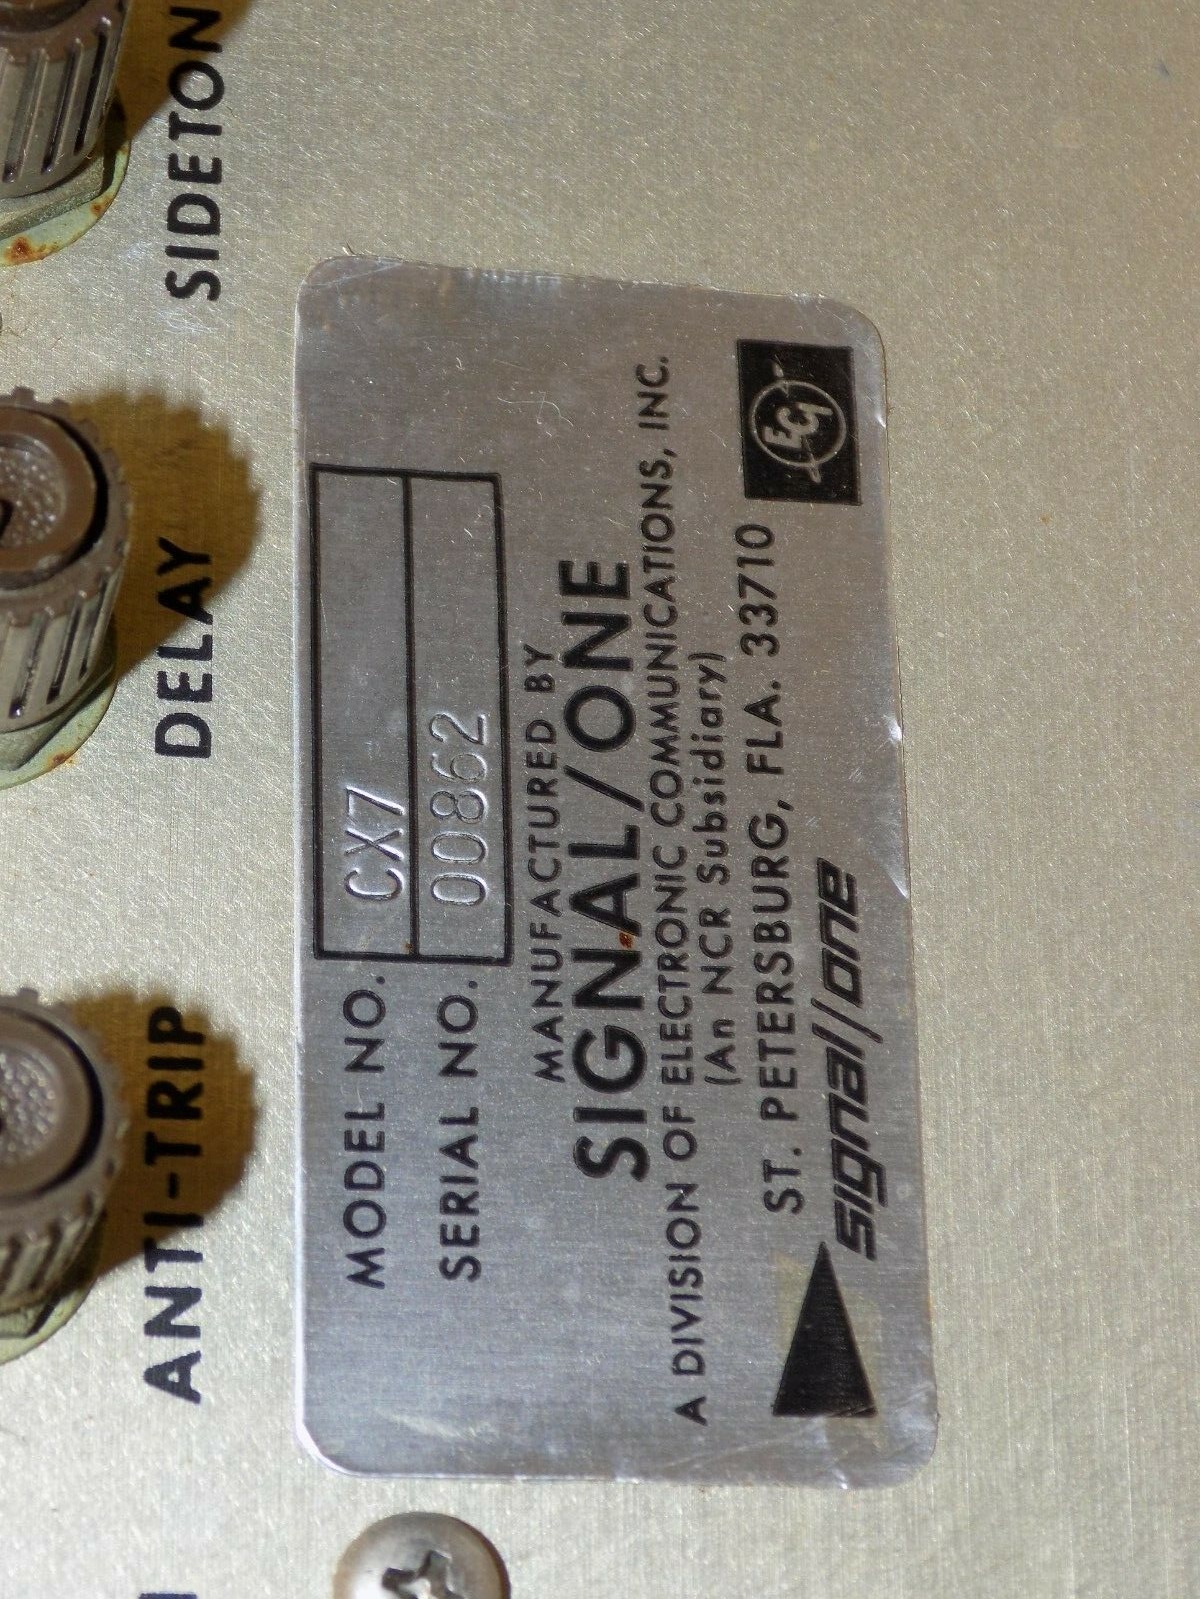 ANTI-TRIP
DELAY
SIDETON
MODEL NO. CX7
SERIAL NO. 00862
MANUFACTURED BY
SIGNAL/ONE
A DIVISION OF ELECTRONIC COMMUNICATIONS, INC.
(An NCR Subsidiary)
ST. PETERSBURG, FLA. 33710
signal/one
ECI